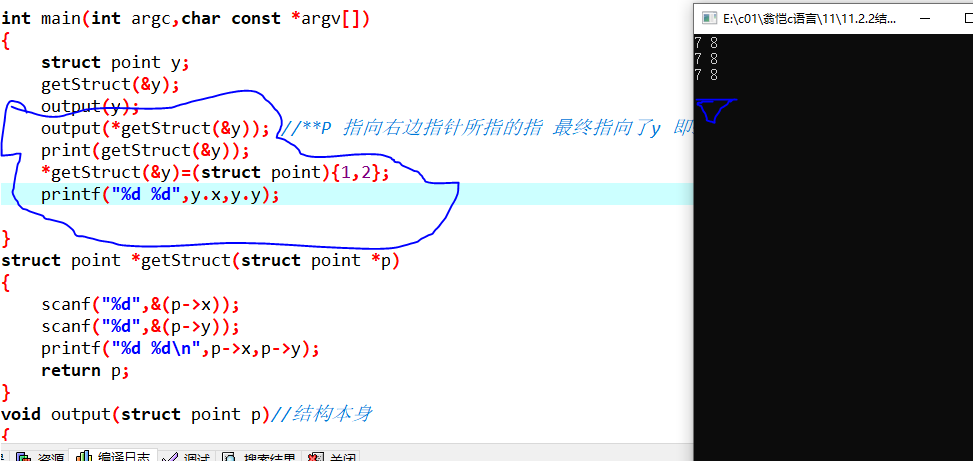 int main(int argc,char const *argv[])
{
struct point y;
getStruct(&y);
output(y);
output(*getStruct(&y)); //**P 指向右边指针所指的指 最终指向了y 即
print(getStruct(&y));
*getStruct(&y)=(struct point){1,2};
printf("%d %d",y.x,y.y);
}
struct point *getStruct(struct point *p)
{
scanf("%d",&(p->x));
scanf("%d",&(p->y));
printf("%d %d\n",p->x,p->y);
return p;
}
void output(struct point p)//结构本身
{
资源 编译日志 调试 搜索结果 关闭
E:\c01\翁恺c语言\11\11.2.2结...
7 8
7 8
7 8